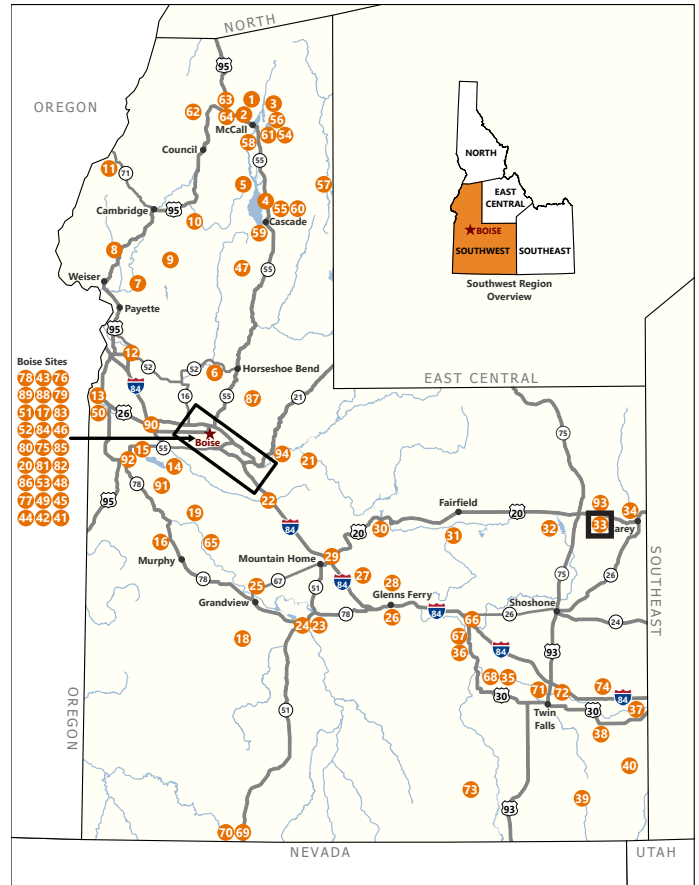 NORTH
OREGON
95
63
1
3
62
64
2
56
McCall
61
54
58
Council
55
11
71
5
57
NORTH
EAST
CENTRAL
BOISE
SOUTHWEST
SOUTHEAST
Southwest Region
Overview
4
55
60
Cambridge
95
10
Cascade
59
8
9
47
55
Weiser
7
Payette
95
12
52
52
6
Horseshoe Bend
EAST CENTRAL
Boise Sites
78 43 76
89 88 79
51 17 83
52 84 46
80 75 85
20 81 82
86 53 48
77 49 45
44 42 41
84
16
55
87
21
13
50
26
90
Boise
75
15
55
92
14
94
21
78
91
95
22
Fairfield
20
93
34
33
arey
19
84
20
30
31
32
16
65
29
Murphy
Mountain Home
27
75
26
SOUTHEAST
78
67
25
51
84
28
Glenns Ferry
Grandview
78
26
84
66
26
Shoshone
24
24
23
18
67
36
84
93
68
35
71
72
74
84
30
30
37
Twin
Falls
38
OREGON
51
40
73
93
39
70
69
NEVADA
UTAH